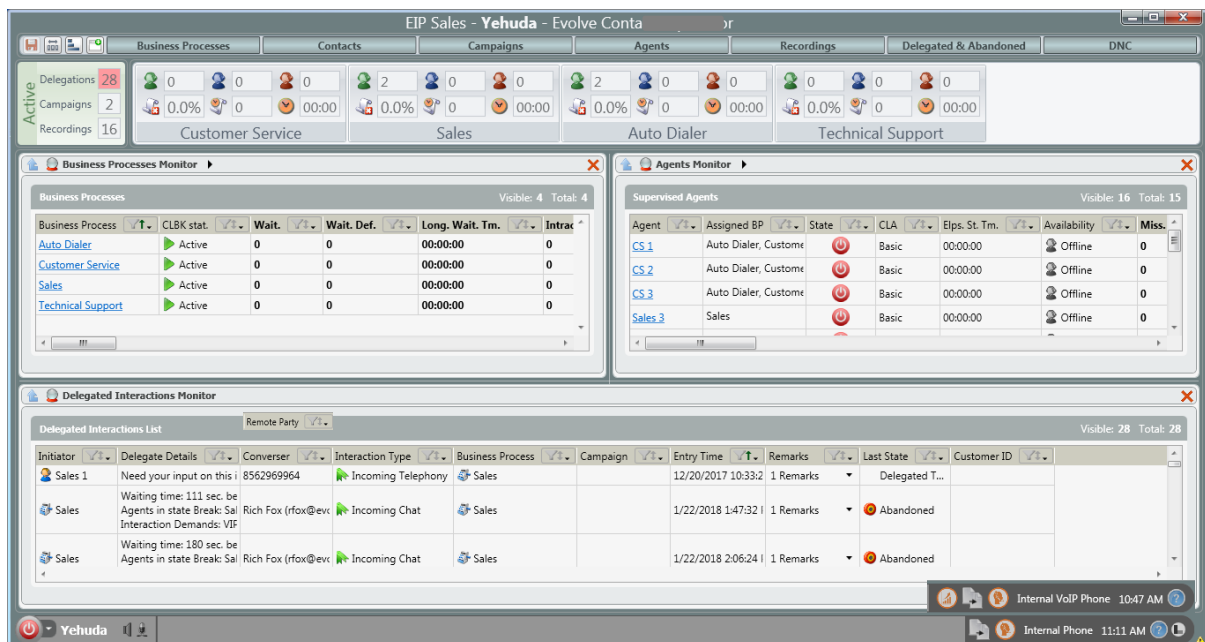 EIP Sales - Yehuda - Evolve Conta or
Business Processes Contacts Campaigns Agents Recordings Delegated & Abandoned DNC
Active
Delegations 28
Campaigns 2
Recordings 16
0 0 0
0.0% 0 00:00
Customer Service
2 0 0
0.0% 0 00:00
Sales
2 0 0
0.0% 0 00:00
Auto Dialer
0 0 0
0.0% 0 00:00
Technical Support
Business Processes Monitor
Business Processes Visible: 4 Total: 4
Business Process CLBK stat. Wait. Wait. Def. Long. Wait. Tm. Intrac
Auto Dialer Active 0 0 00:00:00 0
Customer Service Active 0 0 00:00:00 0
Sales Active 0 0 00:00:00 0
Technical Support Active 0 0 00:00:00 0
Agents Monitor
Supervised Agents Visible: 16 Total: 15
Agent Assigned BP State CLA Elps. St. Tm. Availability Miss.
CS 1 Auto Dialer, Custome Basic 00:00:00 Offline 0
CS 2 Auto Dialer, Custome Basic 00:00:00 Offline 0
CS 3 Auto Dialer, Custome Basic 00:00:00 Offline 0
Sales 3 Sales Basic 00:00:00 Offline 0
Delegated Interactions Monitor
Delegated Interactions List Remote Party Visible: 28 Total: 28
Initiator Delegate Details Converser Interaction Type Business Process Campaign Entry Time Remarks Last State Customer ID
Sales 1 Need your input on this i 8562969964 Incoming Telephony Sales 12/20/2017 10:33:2 1 Remarks Delegated T...
Waiting time: 111 sec. be
Sales Agents in state Break: Sal Rich Fox (rfox@evc Incoming Chat Sales 1/22/2018 1:47:32 1 Remarks Abandoned
Interaction Demands: VIF
Waiting time: 180 sec. be
Sales Agents in state Break: Sal Rich Fox (rfox@evc Incoming Chat Sales 1/22/2018 2:06:24 1 Remarks Abandoned
Internal VoIP Phone 10:47 AM
Yehuda Internal Phone 11:11 AM